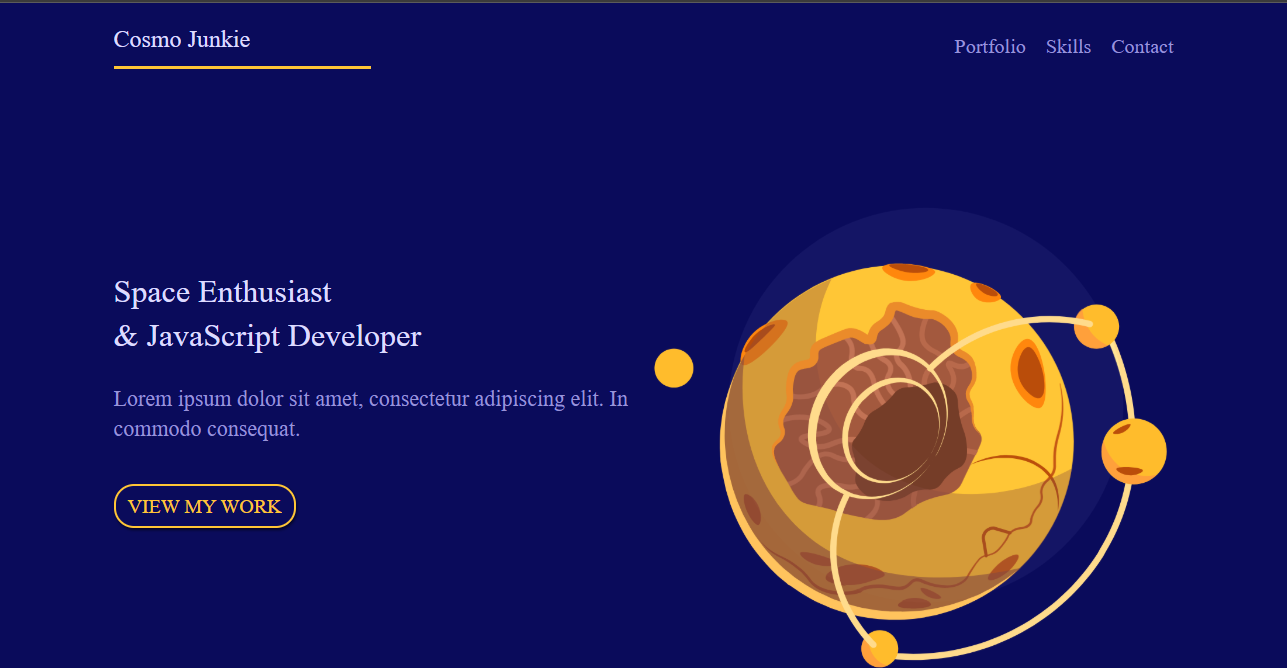 Cosmo Junkie
Portfolio Skills Contact
Space Enthusiast
& JavaScript Developer
Lorem ipsum dolor sit amet, consectetur adipiscing elit. In
commodo consequat.
VIEW MY WORK